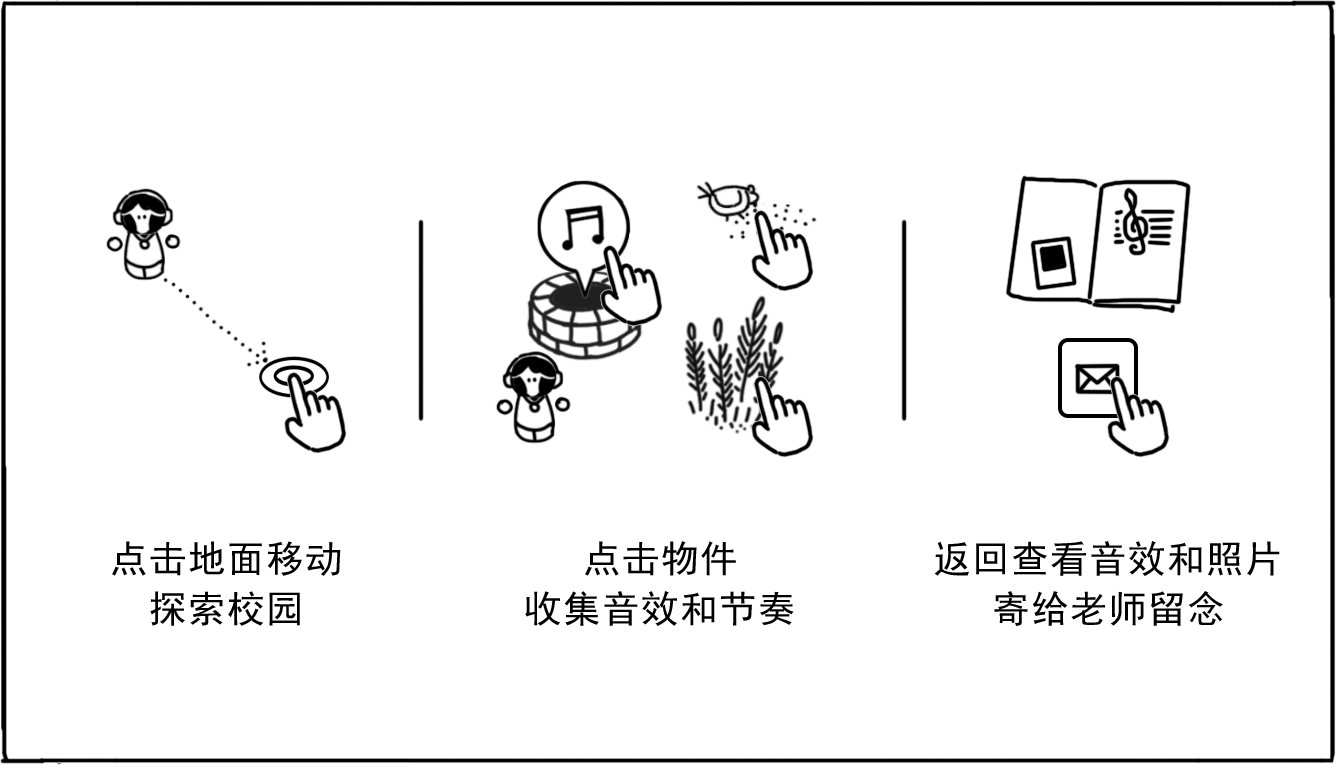 点击地面移动
探索校园
点击物件
收集音效和节奏
返回查看音效和照片
寄给老师留念